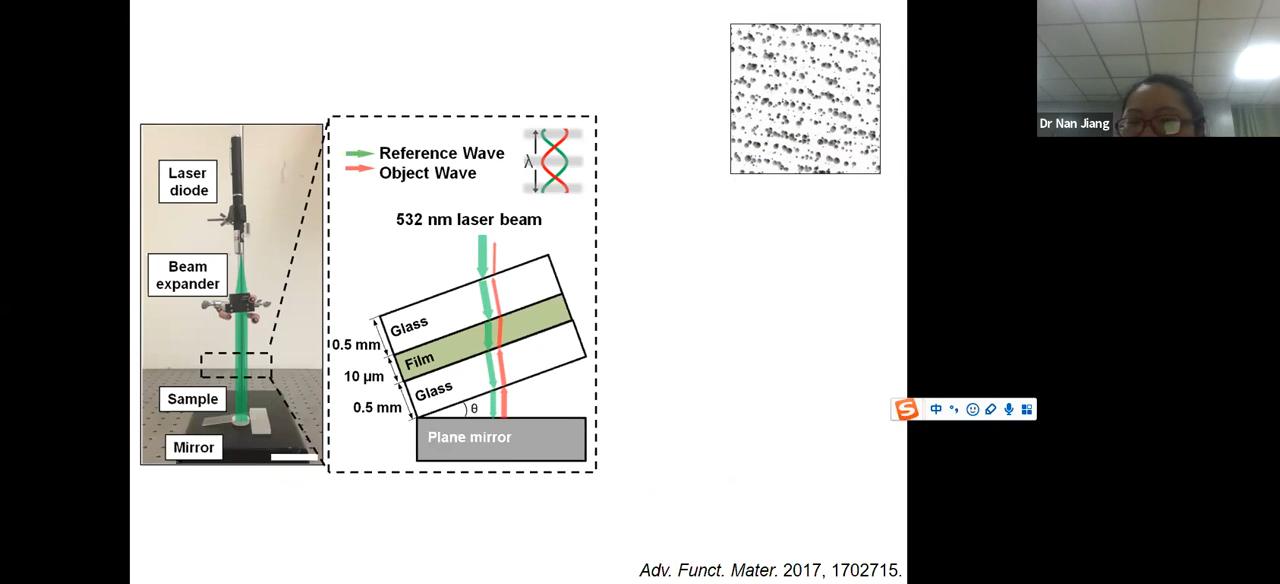 Laser
diode
Beam
expander
Sample
Mirror
Reference Wave
Object Wave
λ
532 nm laser beam
Glass
Film
Glass
0.5 mm
10 µm
0.5 mm
θ
Plane mirror
Adv. Funct. Mater. 2017, 1702715.
Dr Nan Jiang
S
中